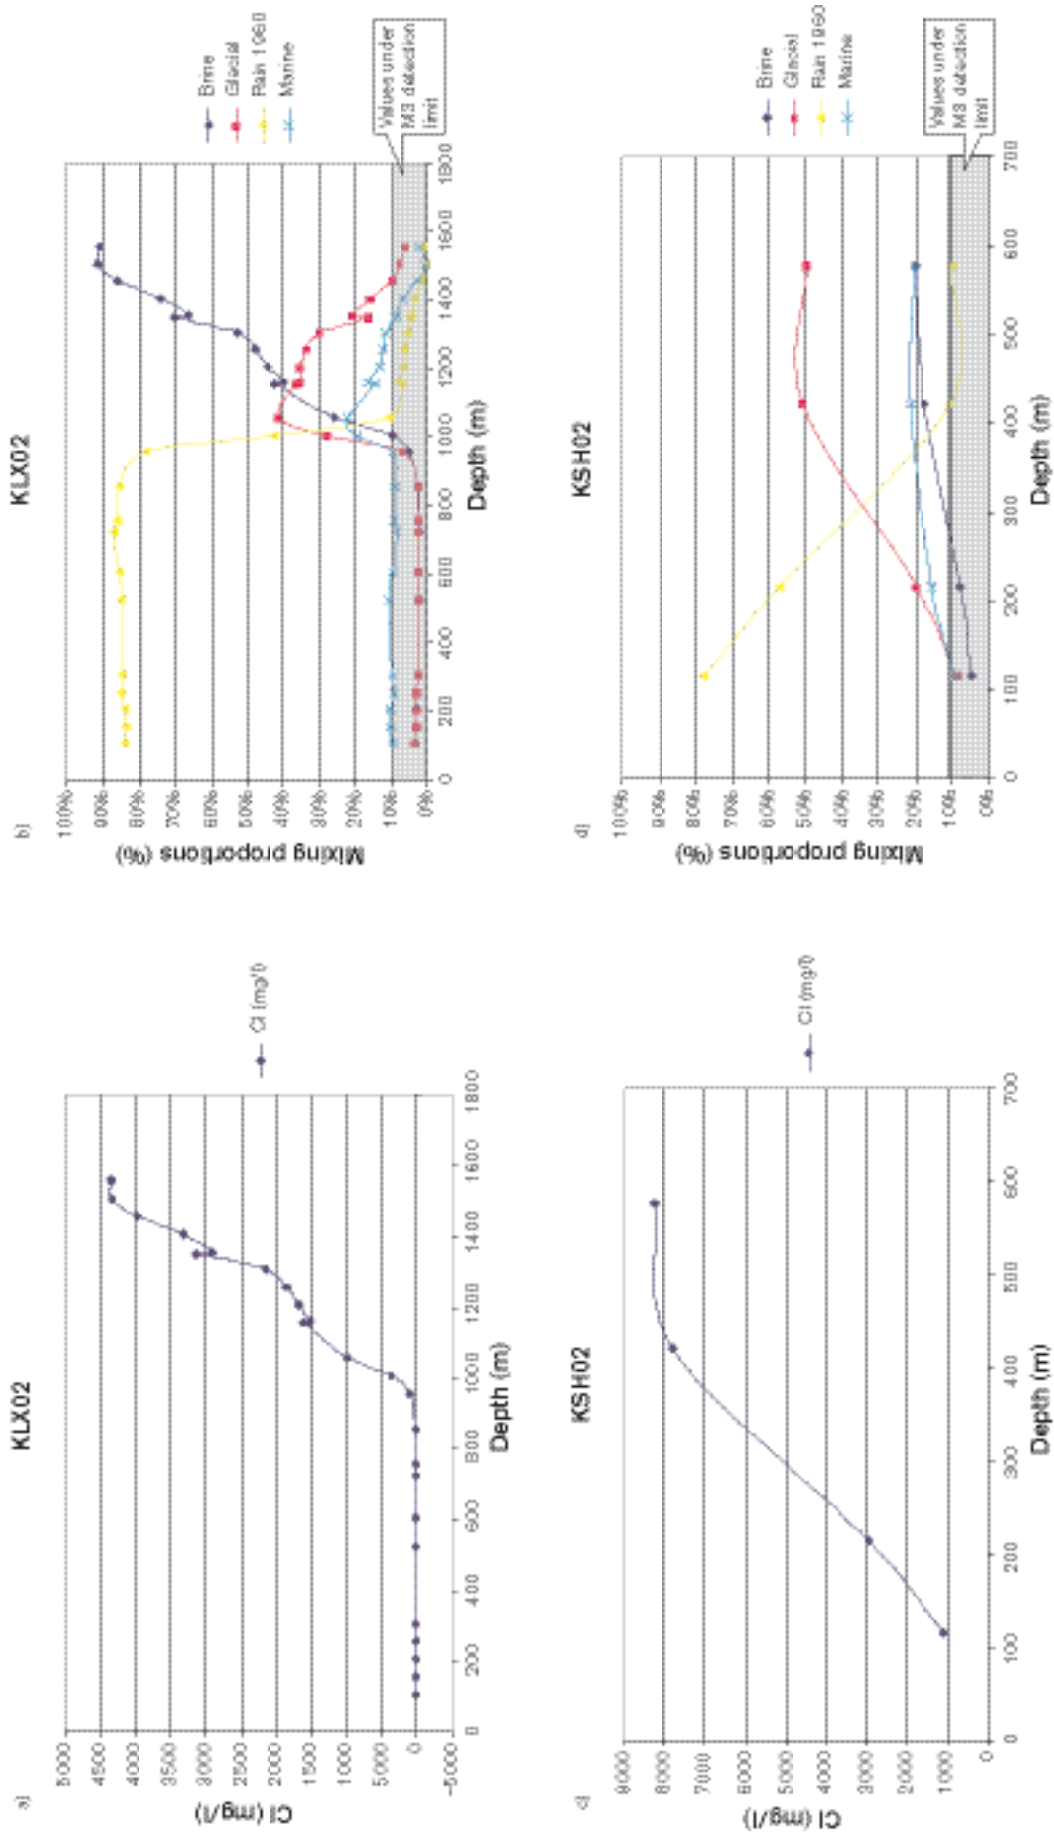 a)
KLX02
5000
4500
4000
3500
3000
2500
2000
1500
1000
5000
0
-5000
Cl (mg/l)
0
200
400
600
800
1000
1200
1400
1600
1800
Depth (m)
Cl (mg/l)
b)
KLX02
100%
90%
80%
70%
60%
50%
40%
30%
20%
10%
0%
Mixing proportions (%)
0
200
400
600
800
1000
1200
1400
1600
1800
Depth (m)
Brine
Glacial
Rain 1960
Marine
Values under
M3 detection
limit
c)
KSH02
9000
8000
7000
6000
5000
4000
3000
2000
1000
0
Cl (mg/l)
0
100
200
300
400
500
600
700
Depth (m)
Cl (mg/l)
d)
KSH02
100%
90%
80%
70%
60%
50%
40%
30%
20%
10%
0%
Mixing proportions (%)
0
100
200
300
400
500
600
700
Depth (m)
Brine
Glacial
Rain 1960
Marine
Values under
M3 detection
limit